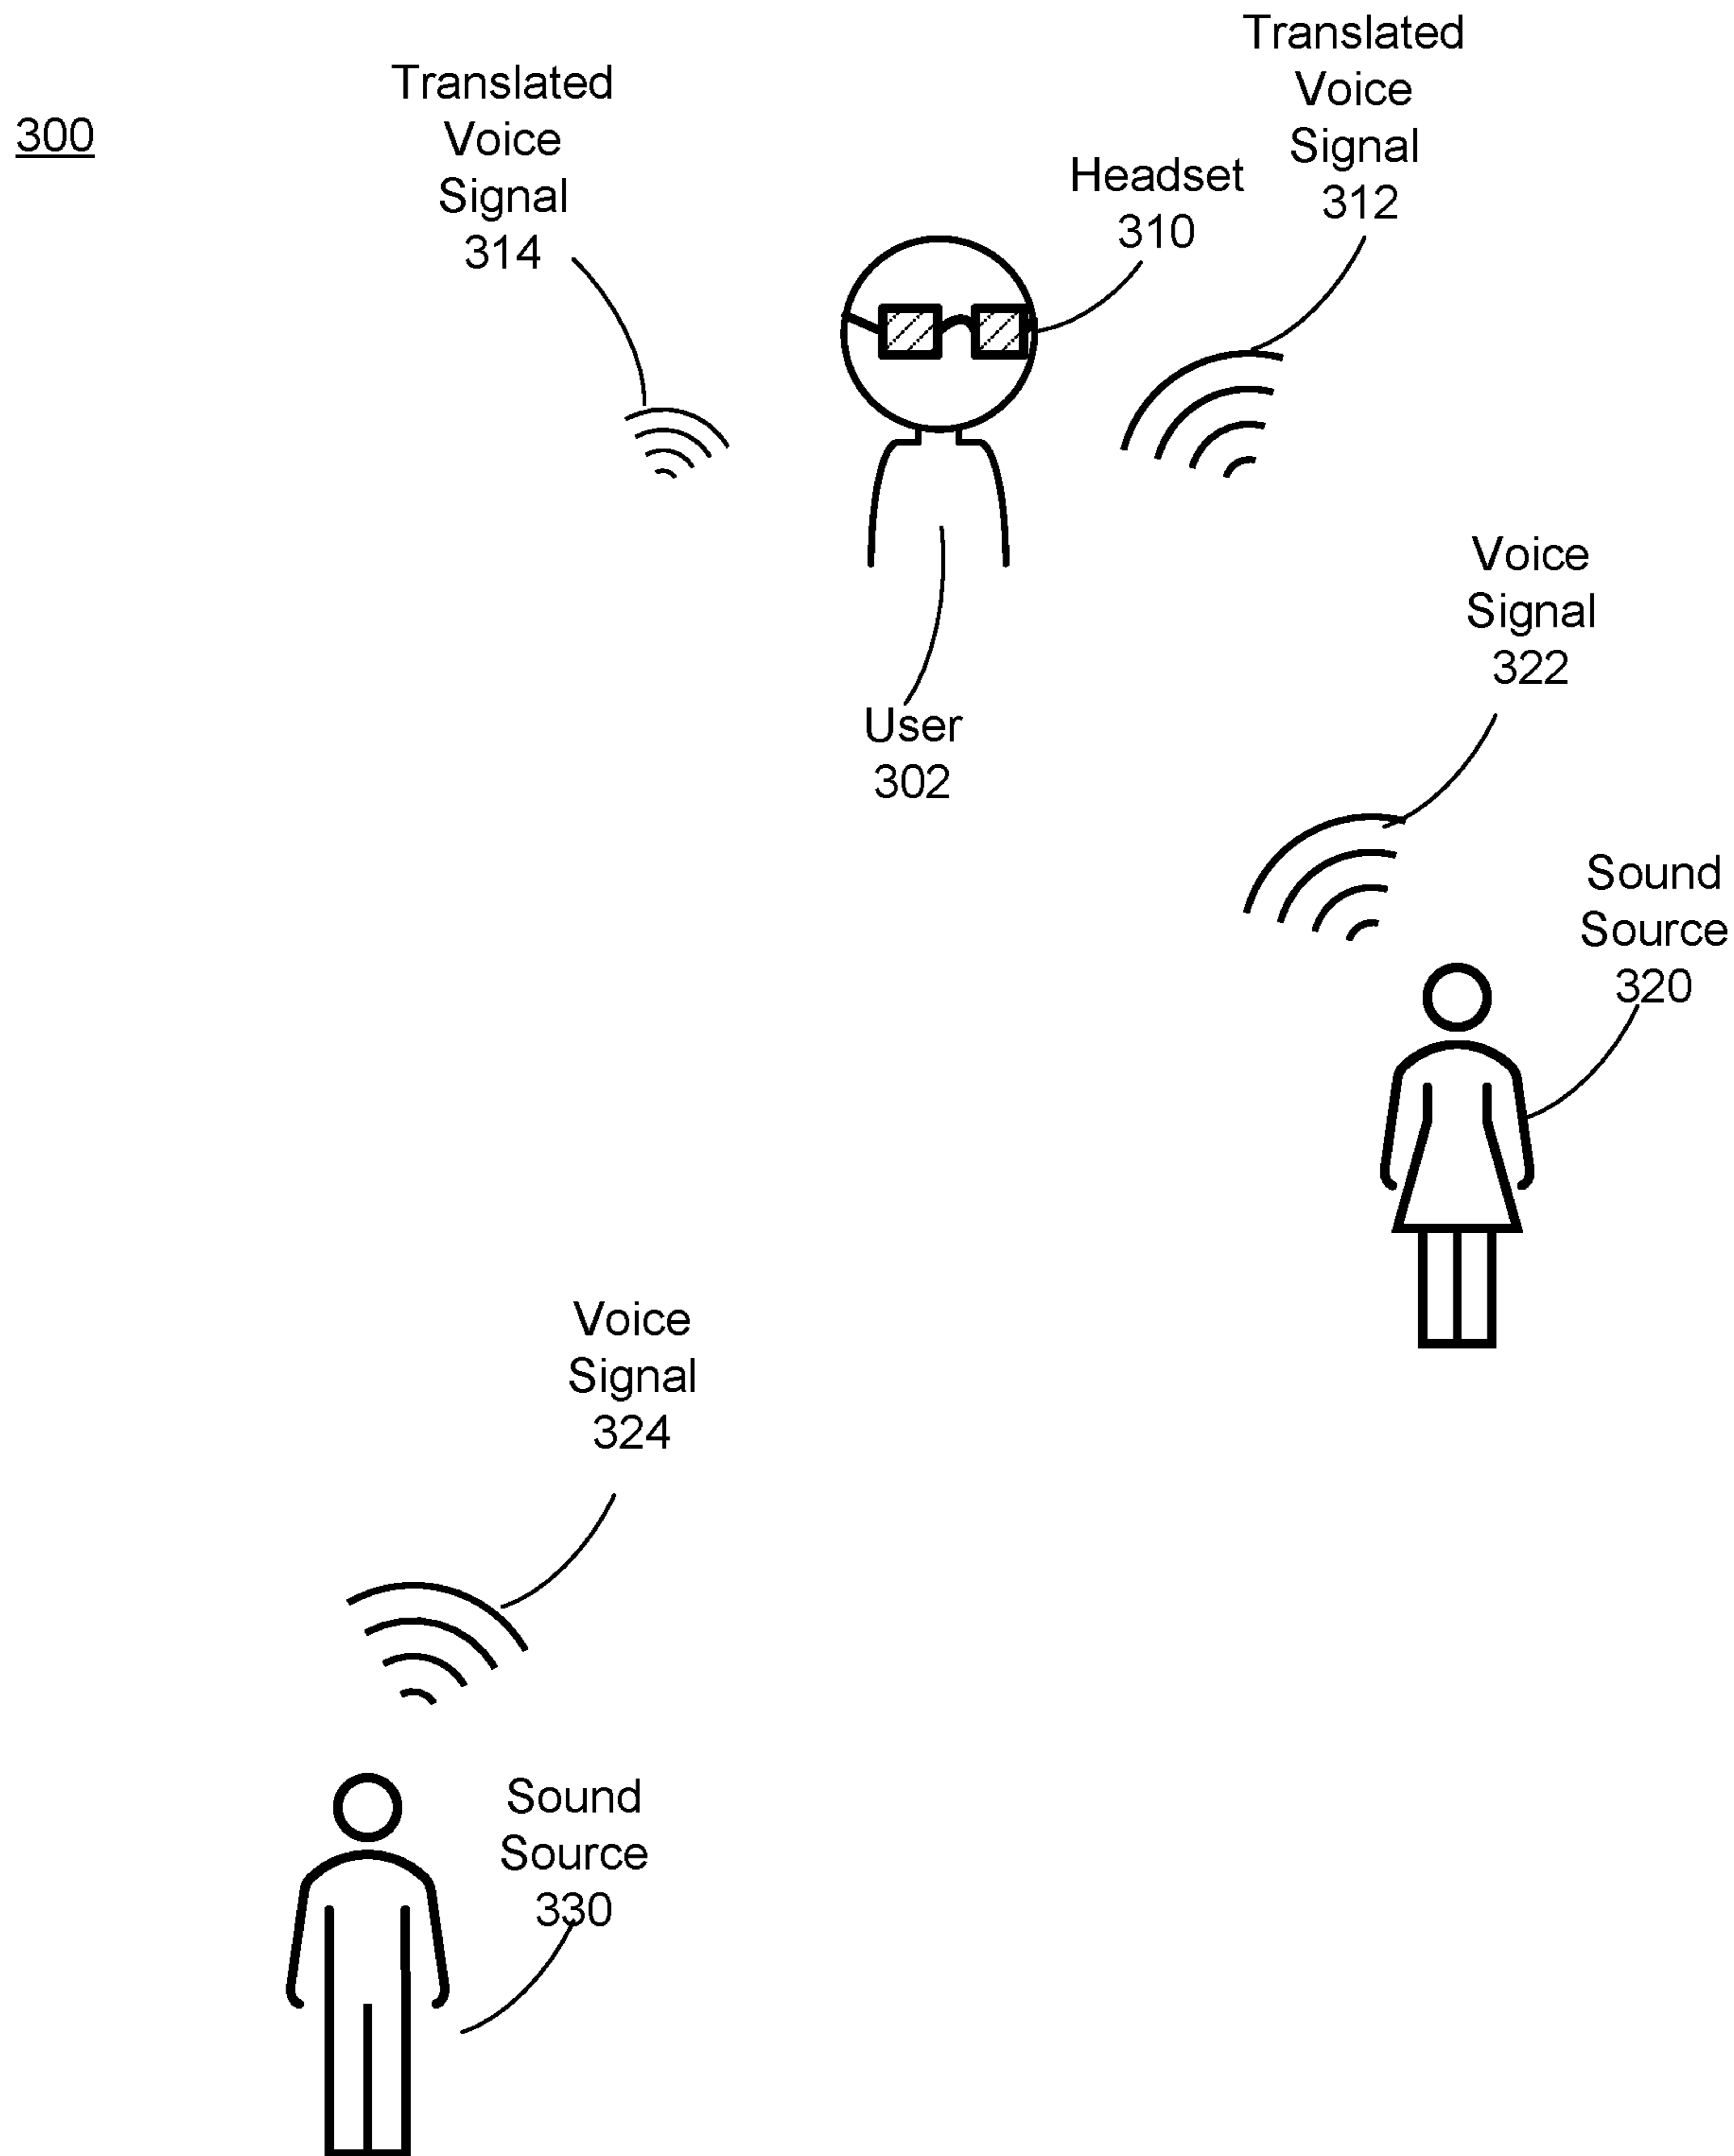 300
Translated
Voice
Signal
314
Headset
310
Translated
Voice
Signal
312
User
302
Voice
Signal
322
Sound
Source
320
Voice
Signal
324
Sound
Source
330